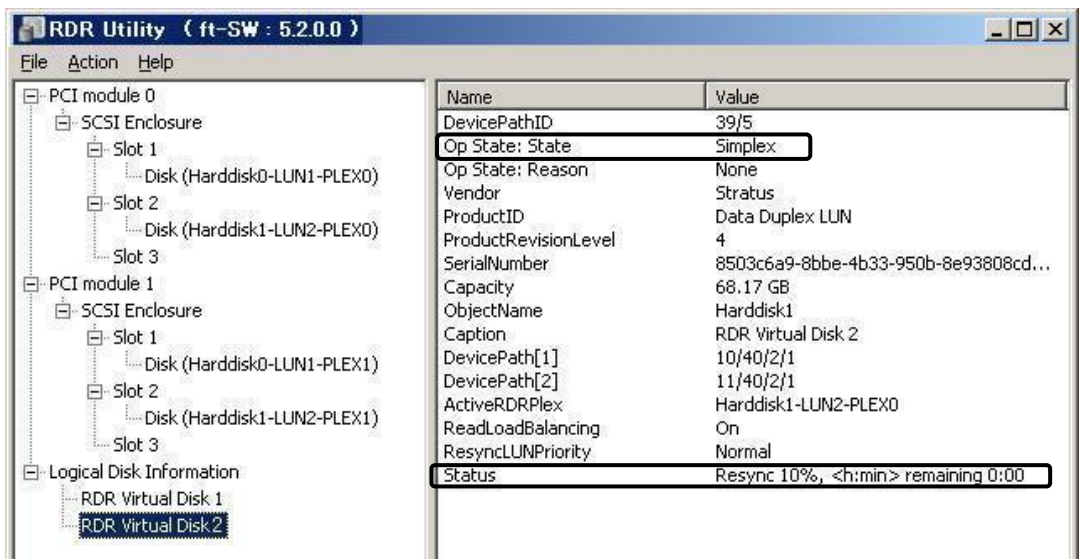 RDR Utility ( ft-SW : 5.2.0.0 )
File Action Help
PCI module 0
SCSI Enclosure
Slot 1
Disk (Harddisk0-LUN1-PLEX0)
Slot 2
Disk (Harddisk1-LUN2-PLEX0)
Slot 3
PCI module 1
SCSI Enclosure
Slot 1
Disk (Harddisk0-LUN1-PLEX1)
Slot 2
Disk (Harddisk1-LUN2-PLEX1)
Slot 3
Logical Disk Information
RDR Virtual Disk 1
RDR Virtual Disk 2
Name Value
DevicePathID 39/5
Op State: State Simplex
Op State: Reason None
Vendor Stratus
ProductID Data Duplex LUN
ProductRevisionLevel 4
SerialNumber 8503c6a9-8bbe-4b33-950b-8e93808cd...
Capacity 68.17 GB
ObjectName Harddisk1
Caption RDR Virtual Disk 2
DevicePath[1] 10/40/2/1
DevicePath[2] 11/40/2/1
ActiveRDRPlex Harddisk1-LUN2-PLEX0
ReadLoadBalancing On
ResyncLUNPriority Normal
Status Resync 10%, <h:min> remaining 0:00